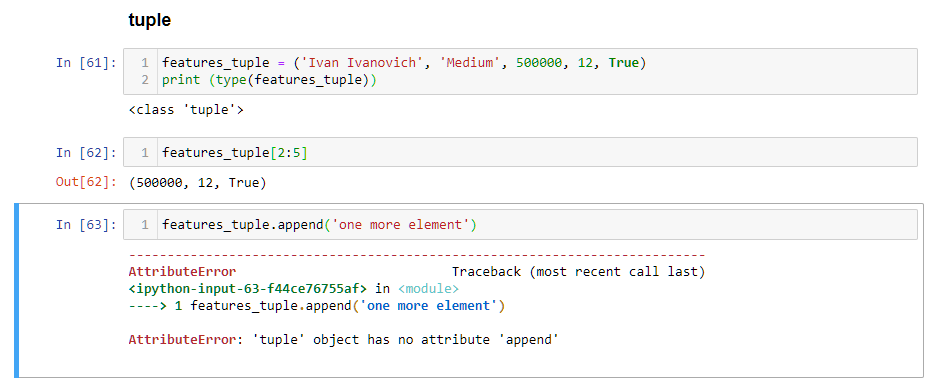 tuple
In [61]: 1 features_tuple = ('Ivan Ivanovich', 'Medium', 500000, 12, True)
2 print (type(features_tuple))
<class 'tuple'>
In [62]: 1 features_tuple[2:5]
Out[62]: (500000, 12, True)
In [63]: 1 features_tuple.append('one more element')
---------------------------------------------------------------------------
AttributeError                            Traceback (most recent call last)
<ipython-input-63-f44ce76755af> in <module>
----> 1 features_tuple.append('one more element')
AttributeError: 'tuple' object has no attribute 'append'